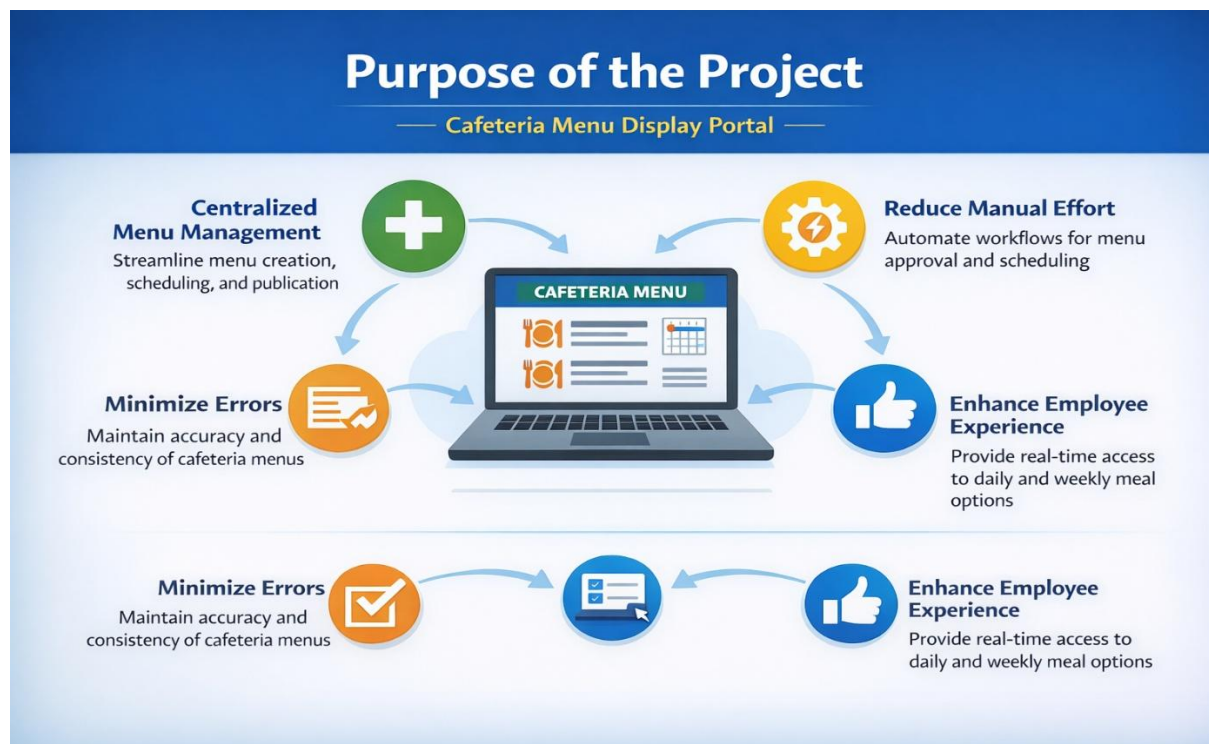 Purpose of the Project
Cafeteria Menu Display Portal
Centralized
Menu Management
Streamline menu creation,
scheduling, and publication
Reduce Manual Effort
Automate workflows for menu
approval and scheduling
CAFETERIA MENU
Minimize Errors
Maintain accuracy and
consistency of cafeteria menus
Enhance Employee
Experience
Provide real-time access
to daily and weekly meal
options
Minimize Errors
Maintain accuracy and
consistency of cafeteria menus
Enhance Employee
Experience
Provide real-time access to
daily and weekly meal options